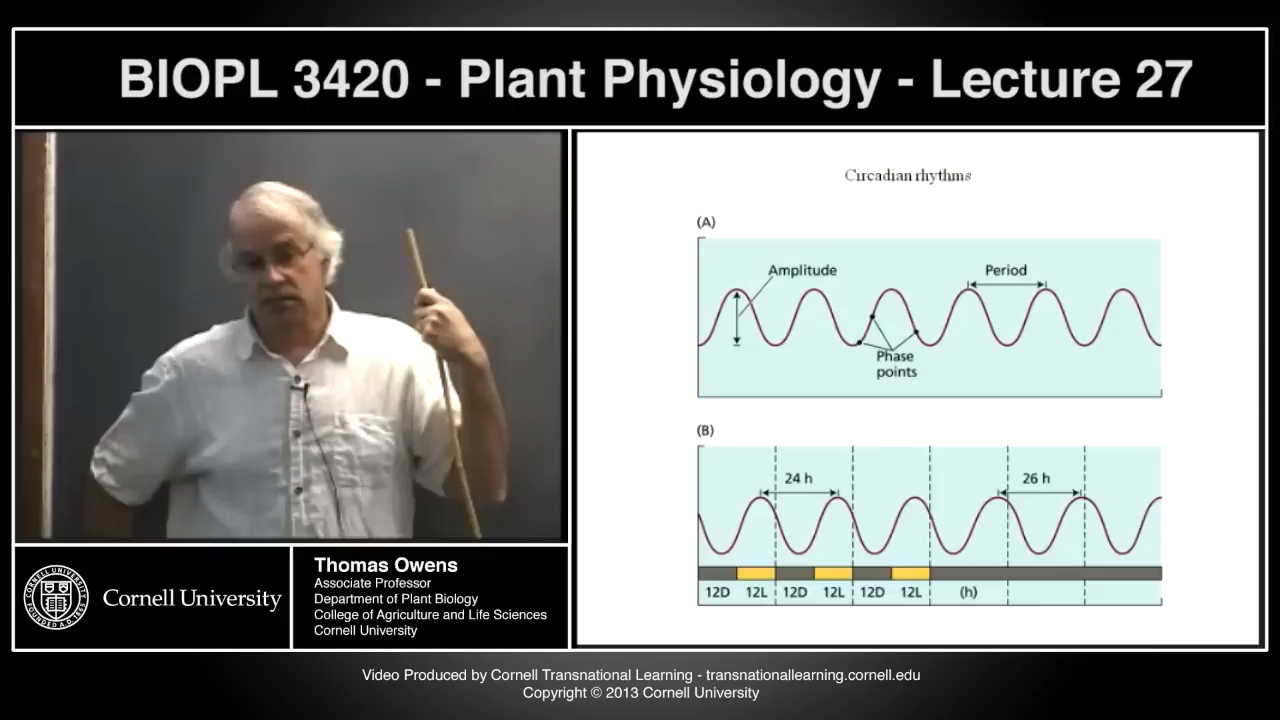 BIOPL 3420 - Plant Physiology - Lecture 27
Circadian rhythms
(A)
Amplitude
Period
Phase
points
(B)
24 h
26 h
12D 12L 12D 12L 12D 12L (h)
Cornell University
Thomas Owens
Associate Professor
Department of Plant Biology
College of Agriculture and Life Sciences
Cornell University
Video Produced by Cornell Transnational Learning - transnationallearning.cornell.edu
Copyright © 2013 Cornell University